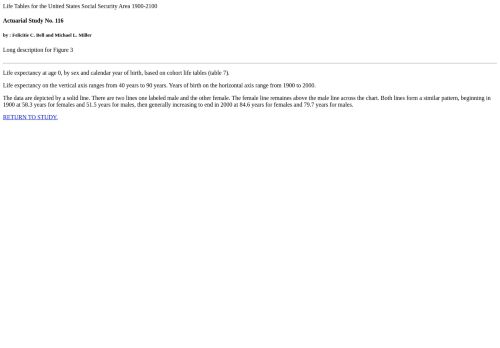 Life Tables for the United States Social Security Area 1900-2100
Actuarial Study No. 116
by : Felicitie C. Bell and Michael L. Miller
Long description for Figure 3
Life expectancy at age 0, by sex and calendar year of birth, based on cohort life tables (table 7).
Life expectancy on the vertical axis ranges from 40 years to 90 years. Years of birth on the horizontal axis range from 1900 to 2000.
The data are depicted by a solid line. There are two lines one labeled male and the other female. The female line remaines above the male line across the chart. Both lines form a similar pattern, beginning in
1900 at 58.3 years for females and 51.5 years for males, then generally increasing to end in 2000 at 84.6 years for females and 79.7 years for males.
RETURN TO STUDY.